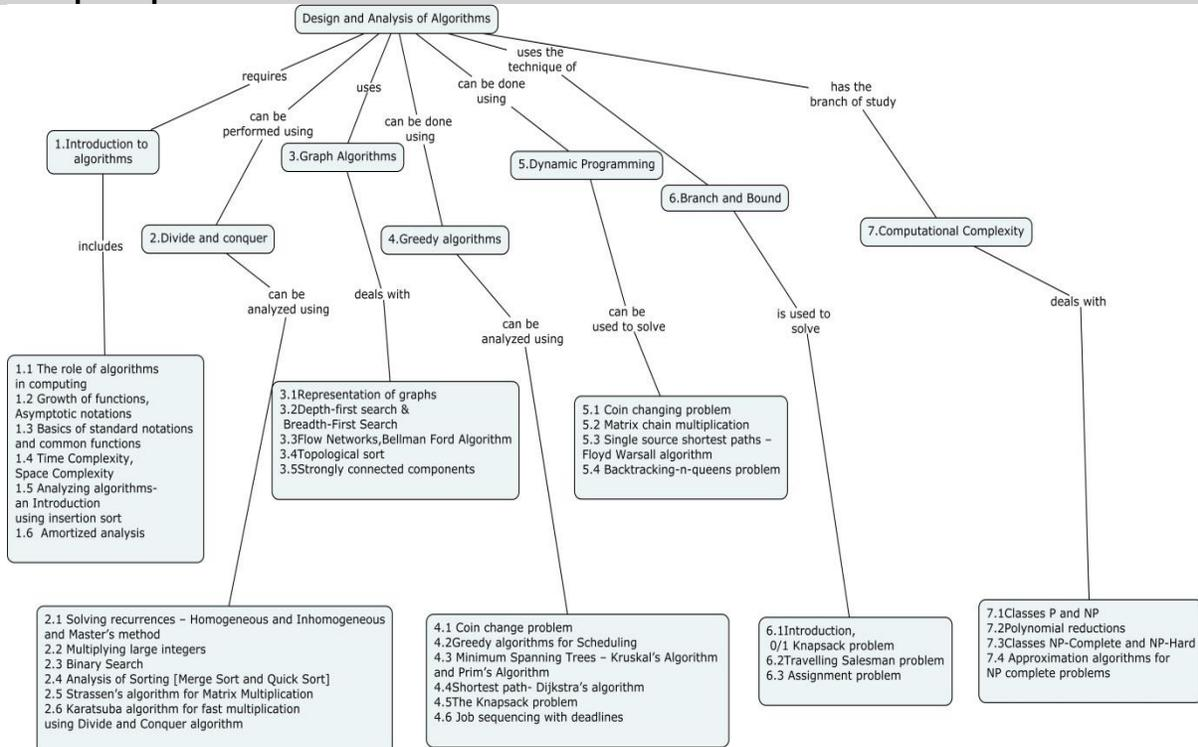 Design and Analysis of Algorithms
requires
can be
performed using
uses
can be done
using
can be done
using
uses the
technique of
has the
branch of study
1.Introduction to
algorithms
2.Divide and conquer
3.Graph Algorithms
4.Greedy algorithms
5.Dynamic Programming
6.Branch and Bound
7.Computational Complexity
includes
can be
analyzed using
deals with
can be
analyzed using
can be
used to solve
is used to
solve
deals with
1.1 The role of algorithms
in computing
1.2 Growth of functions,
Asymptotic notations
1.3 Basics of standard notations
and common functions
1.4 Time Complexity,
Space Complexity
1.5 Analyzing algorithms-
an Introduction
using insertion sort
1.6 Amortized analysis
2.1 Solving recurrences – Homogeneous and Inhomogeneous
and Master's method
2.2 Multiplying large integers
2.3 Binary Search
2.4 Analysis of Sorting [Merge Sort and Quick Sort]
2.5 Strassen's algorithm for Matrix Multiplication
2.6 Karatsuba algorithm for fast multiplication
using Divide and Conquer algorithm
3.1Representation of graphs
3.2Depth-first search &
Breadth-First Search
3.3Flow Networks,Bellman Ford Algorithm
3.4Topological sort
3.5Strongly connected components
4.1 Coin change problem
4.2Greedy algorithms for Scheduling
4.3 Minimum Spanning Trees – Kruskal's Algorithm
and Prim's Algorithm
4.4Shortest path- Dijkstra's algorithm
4.5The Knapsack problem
4.6 Job sequencing with deadlines
5.1 Coin changing problem
5.2 Matrix chain multiplication
5.3 Single source shortest paths –
Floyd Warsall algorithm
5.4 Backtracking-n-queens problem
6.1Introduction,
0/1 Knapsack problem
6.2Travelling Salesman problem
6.3 Assignment problem
7.1Classes P and NP
7.2Polynomial reductions
7.3Classes NP-Complete and NP-Hard
7.4 Approximation algorithms for
NP complete problems